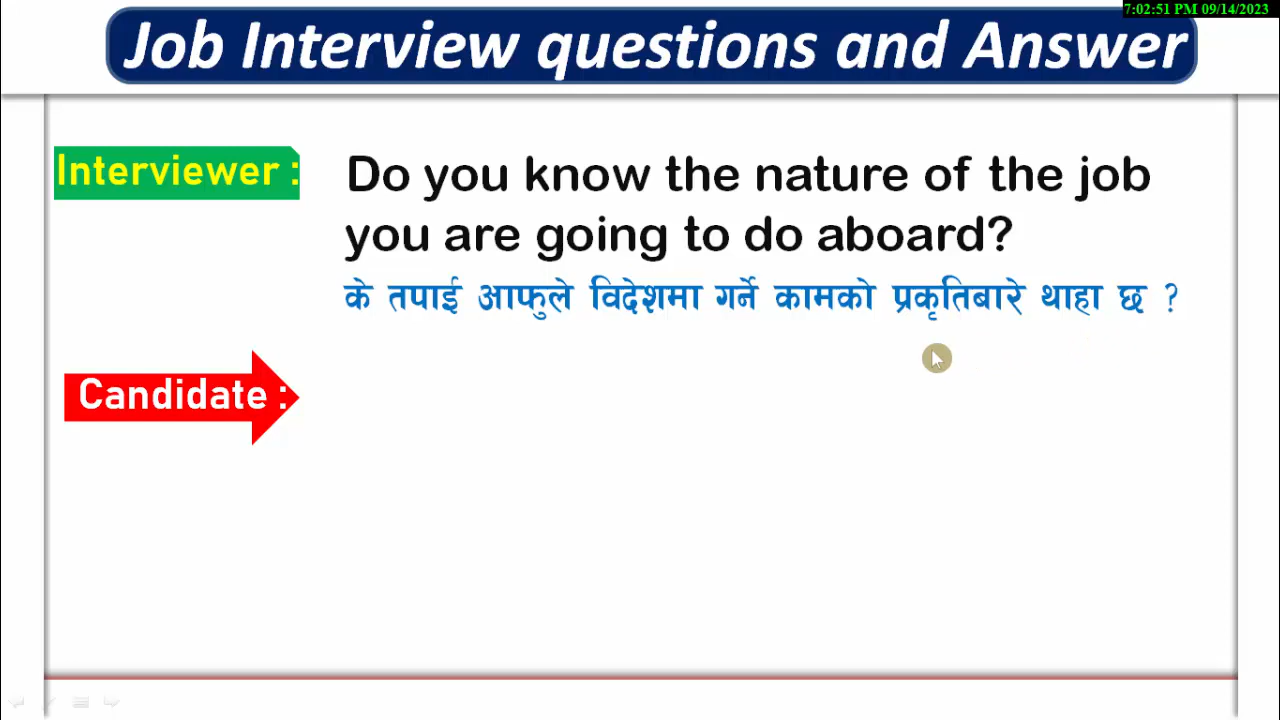 7:02:51 PM 09/14/2023
Job Interview questions and Answer
Interviewer :
Do you know the nature of the job
you are going to do aboard?
के तपाई आफुले विदेशमा गर्ने कामको प्रकृतिबारे थाहा छ ?
Candidate :